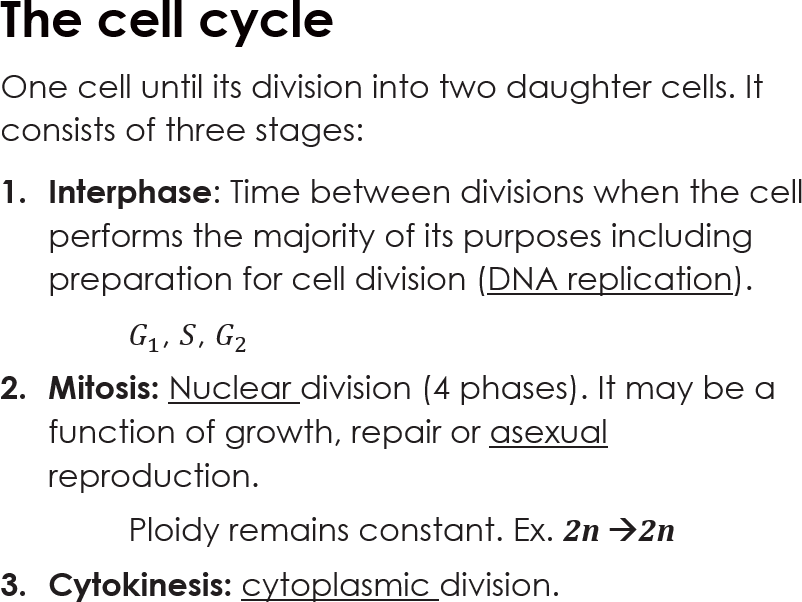 The cell cycle
One cell until its division into two daughter cells. It
consists of three stages:
1. Interphase: Time between divisions when the cell
performs the majority of its purposes including
preparation for cell division (DNA replication).
G₁, S, G₂
2. Mitosis: Nuclear division (4 phases). It may be a
function of growth, repair or asexual
reproduction.
Ploidy remains constant. Ex. 2n →2n
3. Cytokinesis: cytoplasmic division.